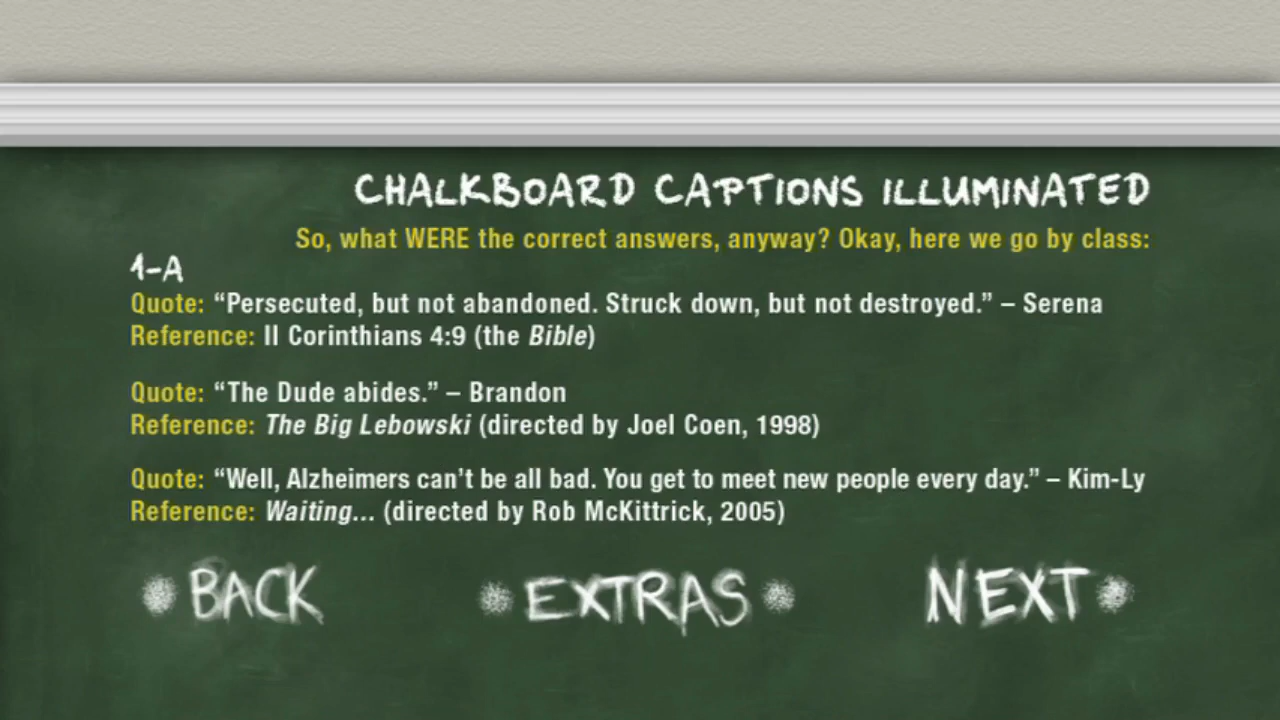 CHALKBOARD CAPTIONS ILLUMINATED
So, what WERE the correct answers, anyway? Okay, here we go by class:
1-A
Quote: “Persecuted, but not abandoned. Struck down, but not destroyed.” – Serena
Reference: II Corinthians 4:9 (the Bible)
Quote: “The Dude abides.” – Brandon
Reference: The Big Lebowski (directed by Joel Coen, 1998)
Quote: “Well, Alzheimers can’t be all bad. You get to meet new people every day.” – Kim-Ly
Reference: Waiting... (directed by Rob McKittrick, 2005)
BACK EXTRAS NEXT